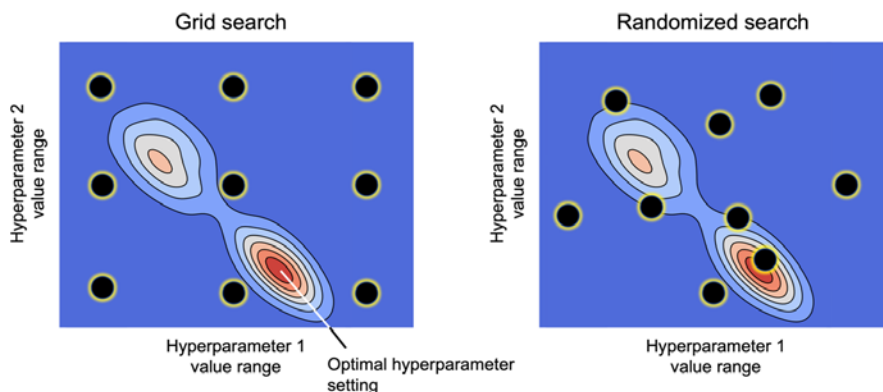 Grid search
Randomized search
Hyperparameter 2
value range
Hyperparameter 2
value range
Hyperparameter 1
value range
Optimal hyperparameter
setting
Hyperparameter 1
value range